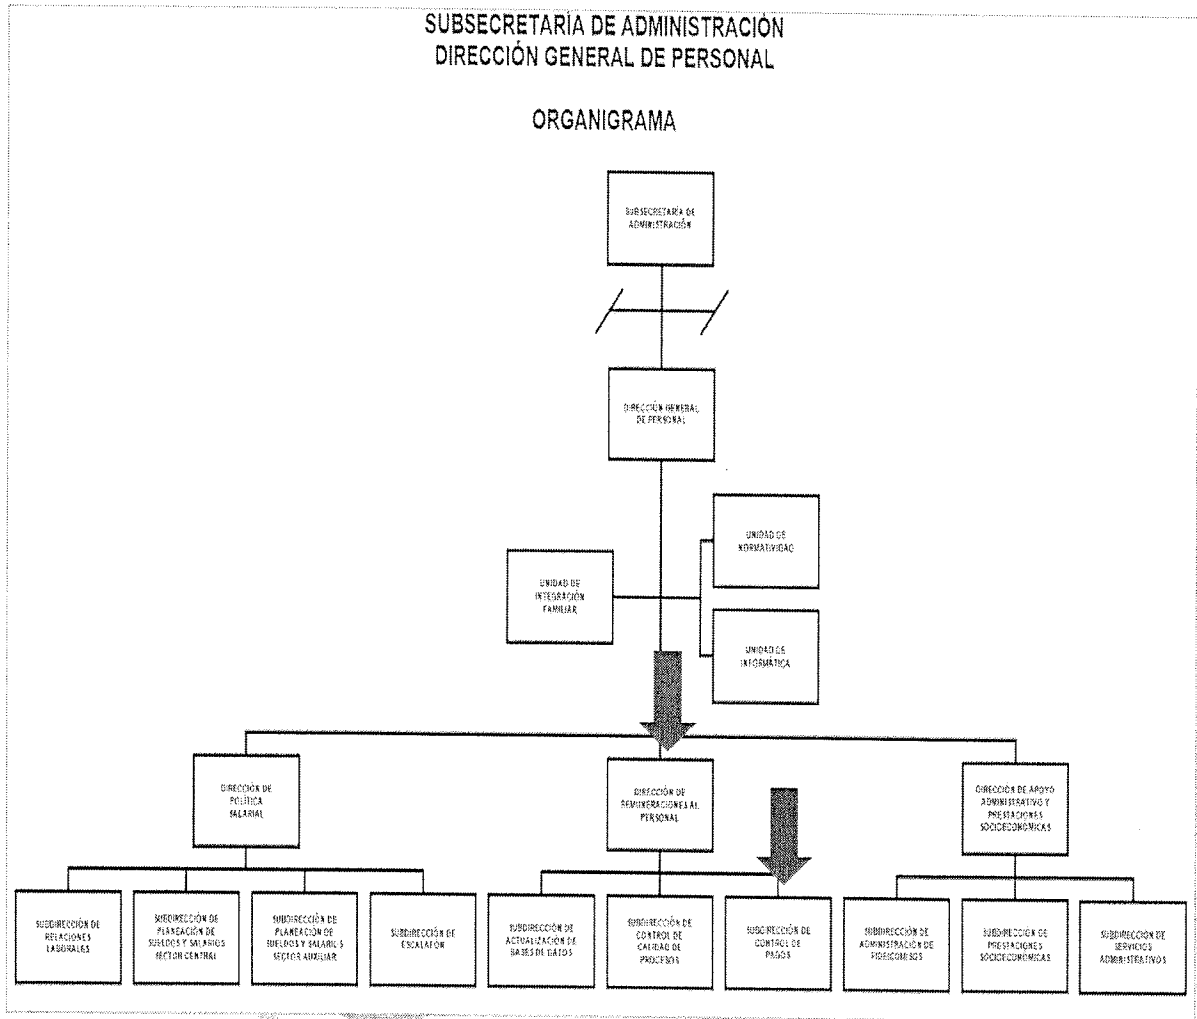 SUBSECRETARÍA DE ADMINISTRACIÓN
DIRECCIÓN GENERAL DE PERSONAL
ORGANIGRAMA
SUBSECRETARÍA DE
ADMINISTRACIÓN
DIRECCIÓN GENERAL
DE PERSONAL
UNIDAD DE
NORMATIVIDAD
UNIDAD DE
INTEGRACIÓN
FAMILIAR
UNIDAD DE
INFORMÁTICA
DIRECCIÓN DE
POLÍTICA
SALARIAL
DIRECCIÓN DE
REMUNERACIONES AL
PERSONAL
DIRECCIÓN DE APOYO
ADMINISTRATIVO Y
PRESTACIONES
SOCIOECONÓMICAS
SUBDIRECCIÓN DE
RELACIONES
LABORALES
SUBDIRECCIÓN DE
PLANEACIÓN DE
SUELDOS Y SALARIOS
SECTOR CENTRAL
SUBDIRECCIÓN DE
PLANEACIÓN DE
SUELDOS Y SALARIOS
SECTOR AUXILIAR
SUBDIRECCIÓN DE
ESCALAFÓN
SUBDIRECCIÓN DE
ACTUALIZACIÓN DE
BASES DE DATOS
SUBDIRECCIÓN DE
CONTROL DE
CALIDAD DE
PROCESOS
SUBDIRECCIÓN DE
CONTROL DE
PAGOS
SUBDIRECCIÓN DE
ADMINISTRACIÓN DE
FIDEICOMISOS
SUBDIRECCIÓN DE
PRESTACIONES
SOCIOECONÓMICAS
SUBDIRECCIÓN DE
SERVICIOS
ADMINISTRATIVOS